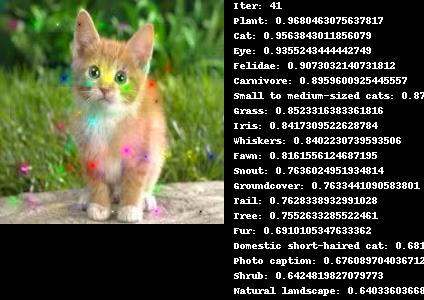 Iter: 41
Plant: 0.9680463075637817
Cat: 0.9563843011856079
Eye: 0.9355243444442749
Felidae: 0.9073032140731812
Carnivore: 0.8959600925445557
Small to medium-sized cats: 0.87
Grass: 0.8523316383361816
Iris: 0.8417309522628784
Whiskers: 0.8402230739593506
Fawn: 0.8161556124687195
Snout: 0.7636024951934814
Groundcover: 0.7633441090583801
Tail: 0.7628338932991028
Tree: 0.7552633285522461
Fur: 0.6910105347633362
Domestic short-haired cat: 0.681
Photo caption: 0.676089704036712
Shrub: 0.6424819827079773
Natural landscape: 0.64033603668